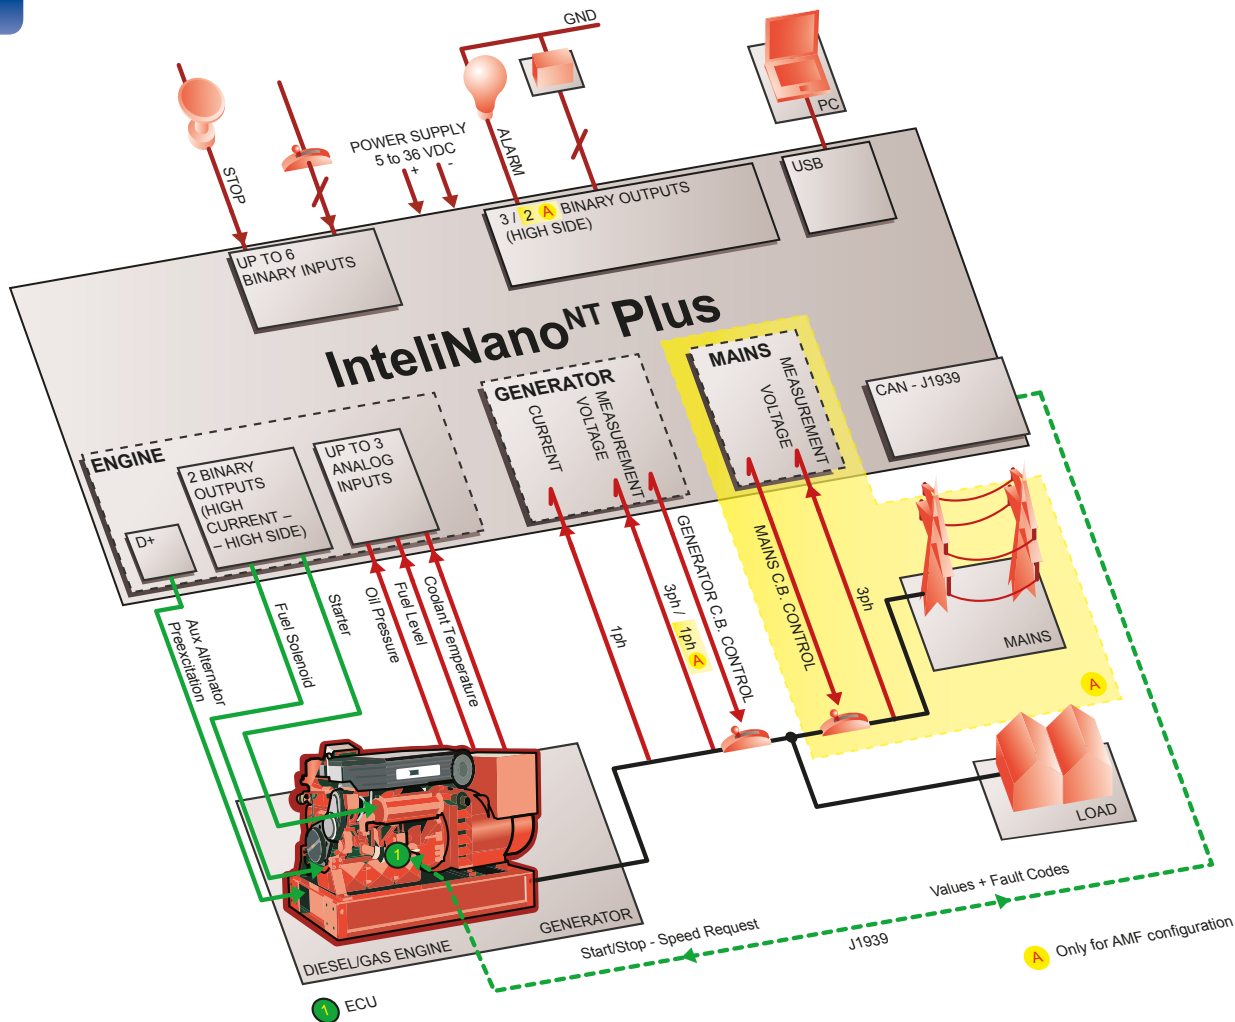 GND
STOP
POWER SUPPLY
5 to 36 VDC
+ -
ALARM
PC
USB
UP TO 6
BINARY INPUTS
3 / 2 A BINARY OUTPUTS
(HIGH SIDE)
InteliNano NT Plus
ENGINE
D+
2 BINARY
OUTPUTS
(HIGH
CURRENT –
– HIGH SIDE)
UP TO 3
ANALOG
INPUTS
GENERATOR
CURRENT
VOLTAGE
MEASUREMENT
MAINS
VOLTAGE
MEASUREMENT
CAN - J1939
Aux Alternator
Preexcitation
Fuel Solenoid
Starter
Oil Pressure
Fuel Level
Coolant Temperature
1ph
3ph / 1ph A
GENERATOR C.B. CONTROL
MAINS C.B. CONTROL
3ph
MAINS
A
LOAD
1
GENERATOR
DIESEL/GAS ENGINE
Start/Stop - Speed Request
J1939
Values + Fault Codes
A Only for AMF configuration
1 ECU